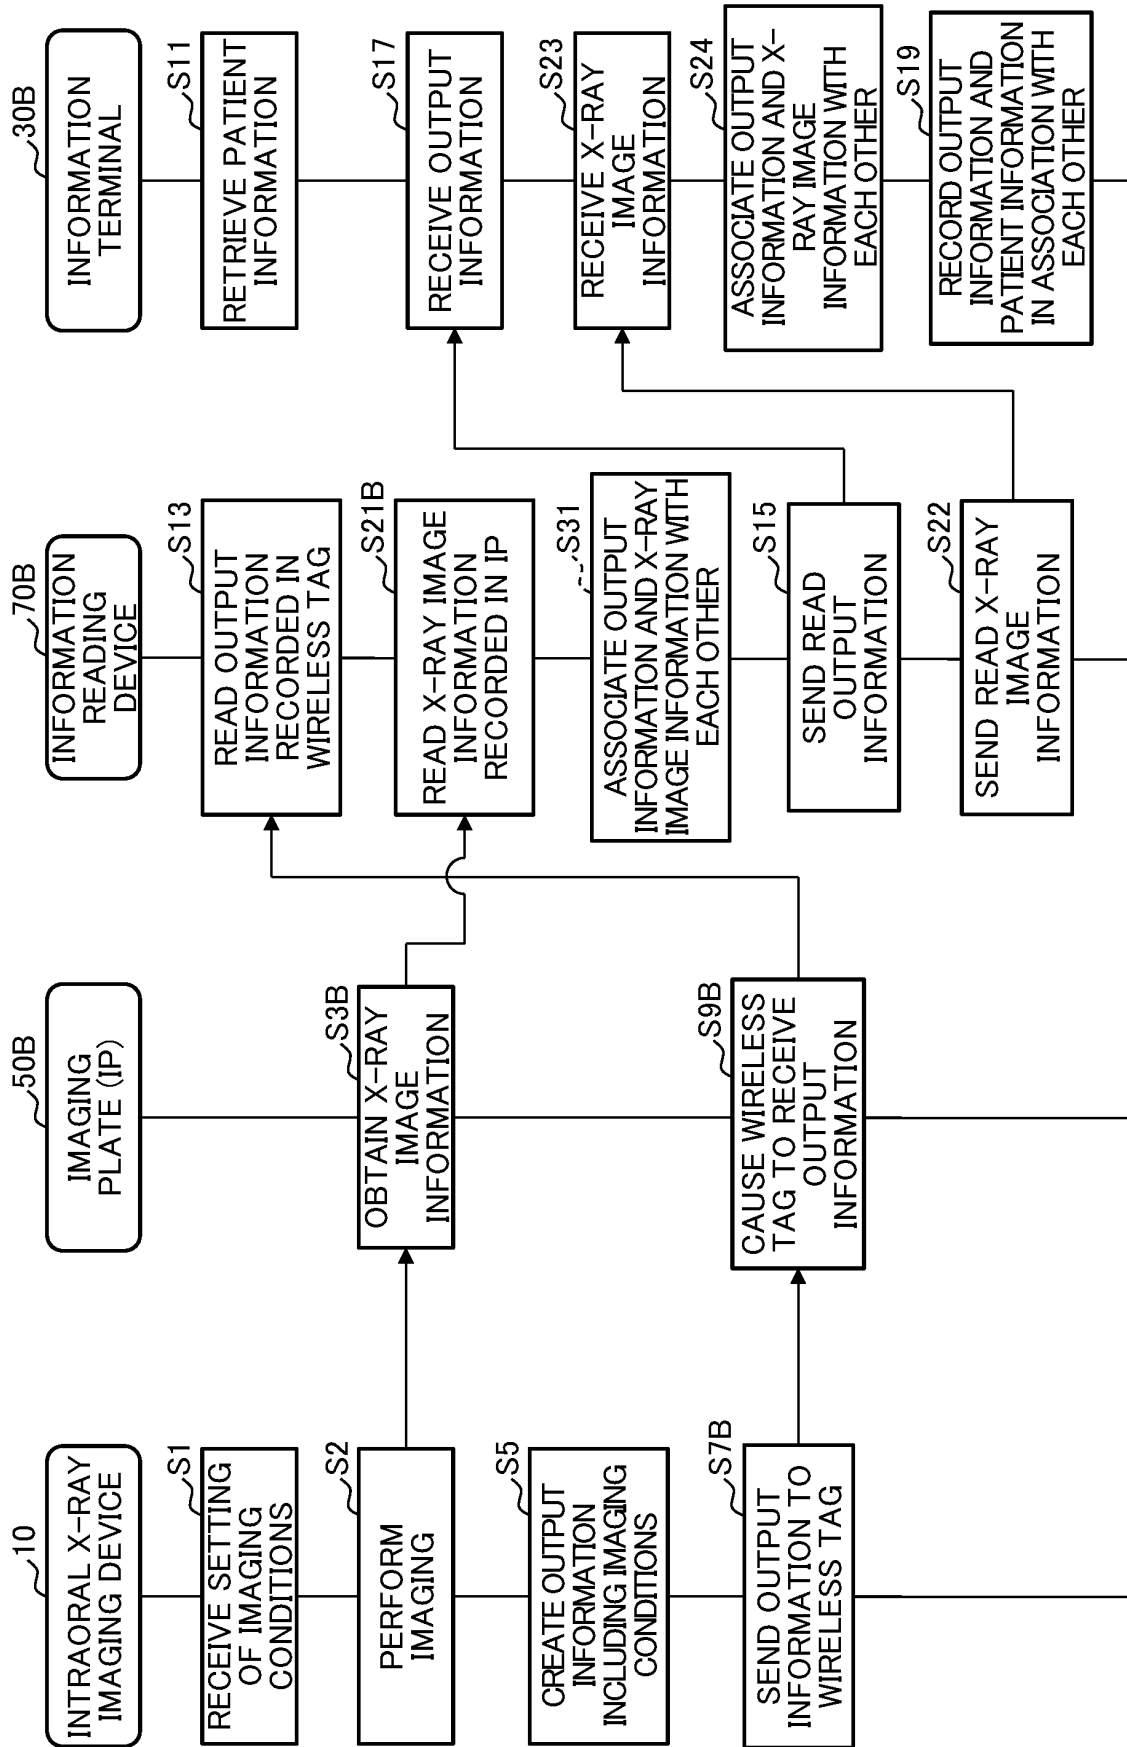 10
INTRAORAL X-RAY
IMAGING DEVICE
S1
RECEIVE SETTING
OF IMAGING
CONDITIONS
S2
PERFORM
IMAGING
S5
CREATE OUTPUT
INFORMATION
INCLUDING IMAGING
CONDITIONS
S7B
SEND OUTPUT
INFORMATION TO
WIRELESS TAG
50B
IMAGING
PLATE (IP)
S3B
OBTAIN X-RAY
IMAGE
INFORMATION
S9B
CAUSE WIRELESS
TAG TO RECEIVE
OUTPUT
INFORMATION
70B
INFORMATION
READING
DEVICE
S13
READ OUTPUT
INFORMATION
RECORDED IN
WIRELESS TAG
S21B
READ X-RAY IMAGE
INFORMATION
RECORDED IN IP
S31
ASSOCIATE OUTPUT
INFORMATION AND X-RAY
IMAGE INFORMATION WITH
EACH OTHER
S15
SEND READ
OUTPUT
INFORMATION
S22
SEND READ X-RAY
IMAGE
INFORMATION
30B
INFORMATION
TERMINAL
S11
RETRIEVE PATIENT
INFORMATION
S17
RECEIVE OUTPUT
INFORMATION
S23
RECEIVE X-RAY
IMAGE
INFORMATION
S24
ASSOCIATE OUTPUT
INFORMATION AND X-
RAY IMAGE
INFORMATION WITH
EACH OTHER
S19
RECORD OUTPUT
INFORMATION AND
PATIENT INFORMATION
IN ASSOCIATION WITH
EACH OTHER